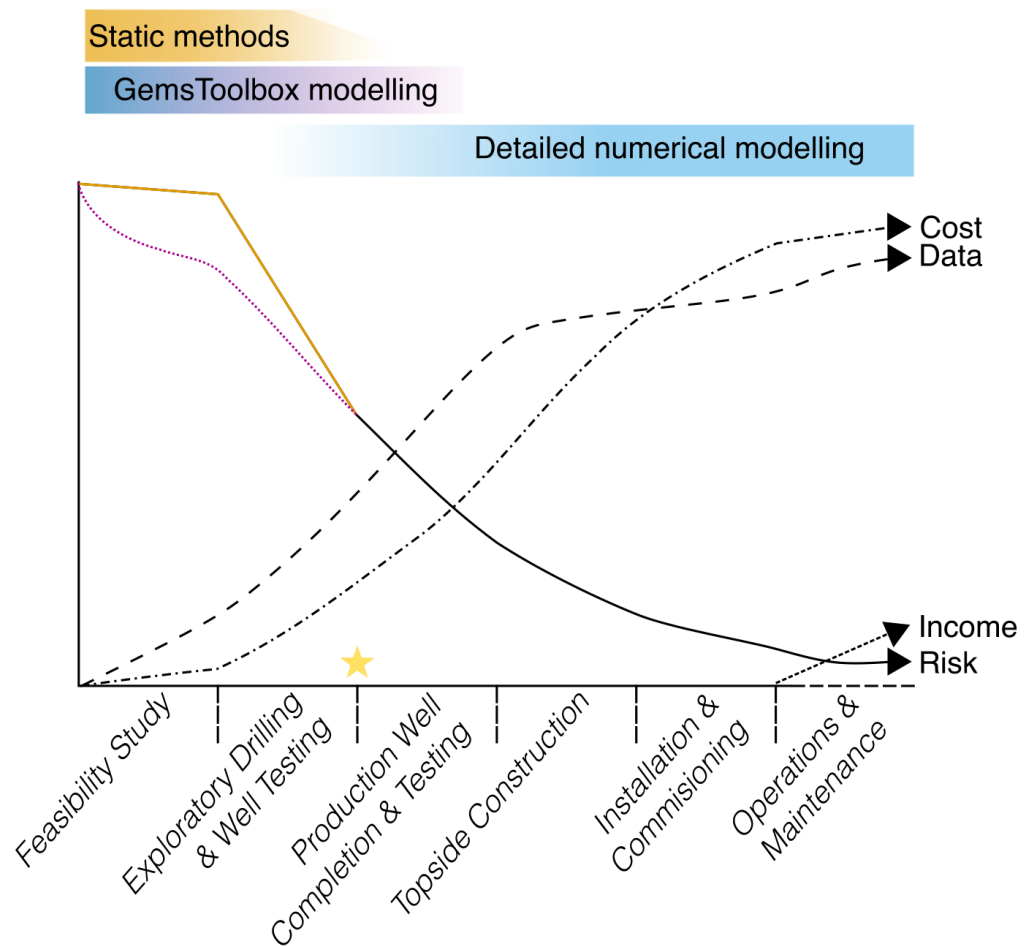 Static methods
GemsToolbox modelling
Detailed numerical modelling
Cost
Data
Income
Risk
Feasibility Study
Exploratory Drilling
& Well Testing
Production Well
Completion & Testing
Topside Construction
Installation &
Commisioning
Operations &
Maintenance